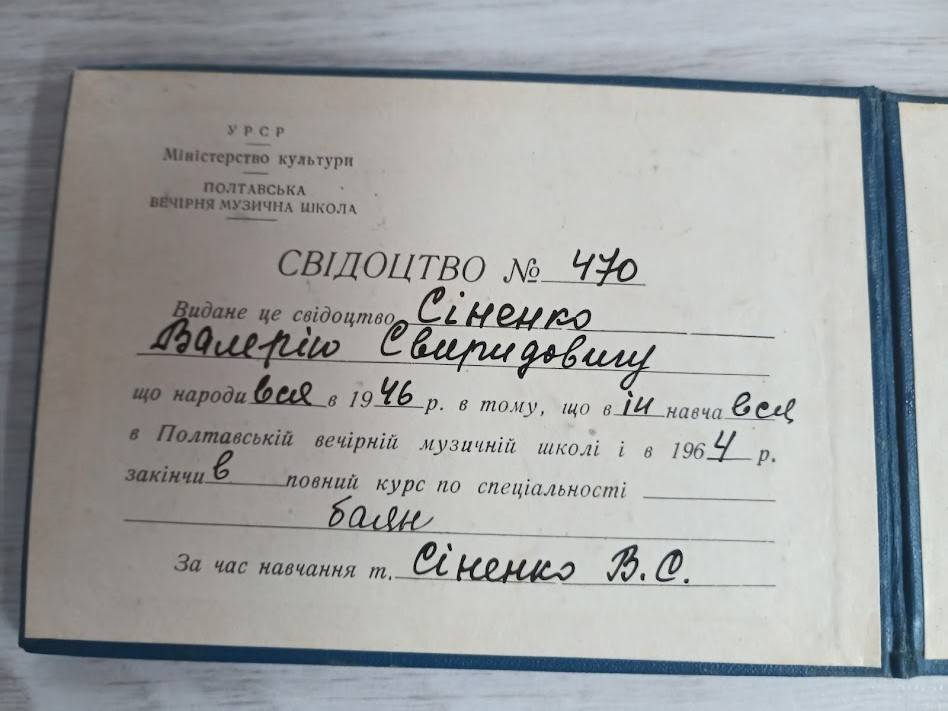 УРСР
Міністерство культури
ПОЛТАВСЬКА
ВЕЧІРНЯ МУЗИЧНА ШКОЛА
СВІДОЦТВО № 470
Видане це свідоцтво Сіненко
Валерію Свиридовичу
що народився в 1946 р. в тому, що він навчався
в Полтавській вечірній музичній школі і в 1964 р.
закінчив повний курс по спеціальності
баян
За час навчання т. Сіненко В.С.